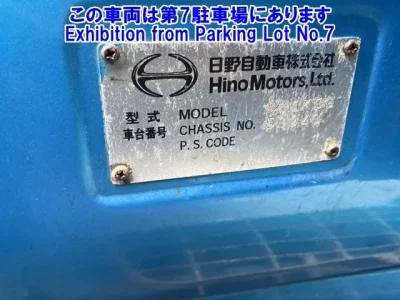 この車両は第7駐車場にあります
Exhibition from Parking Lot No.7
日野自動車株式会社
Hino Motors, Ltd.
型式 MODEL
車台番号 CHASSIS NO.
P. S. CODE